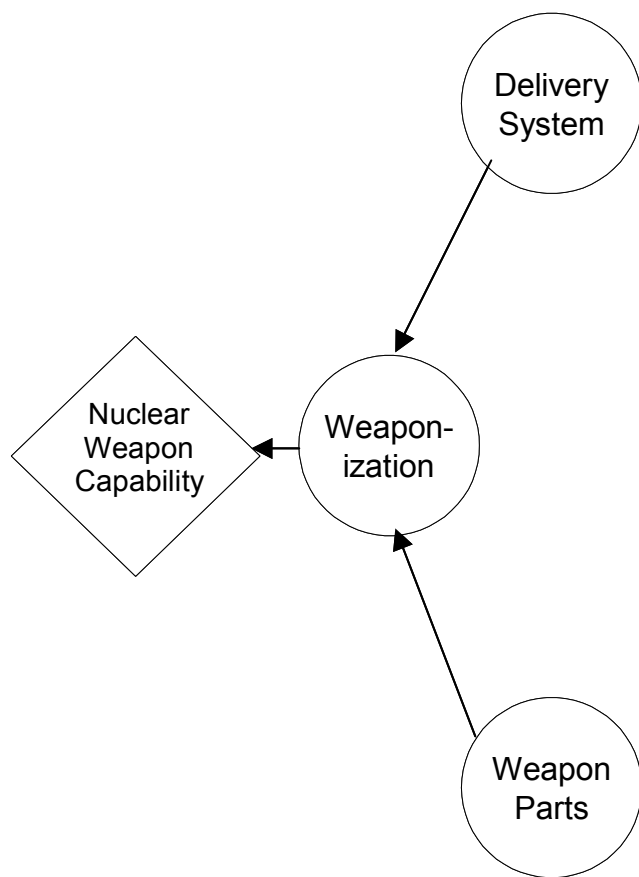 Delivery
System
Nuclear
Weapon
Capability
Weapon-
ization
Weapon
Parts